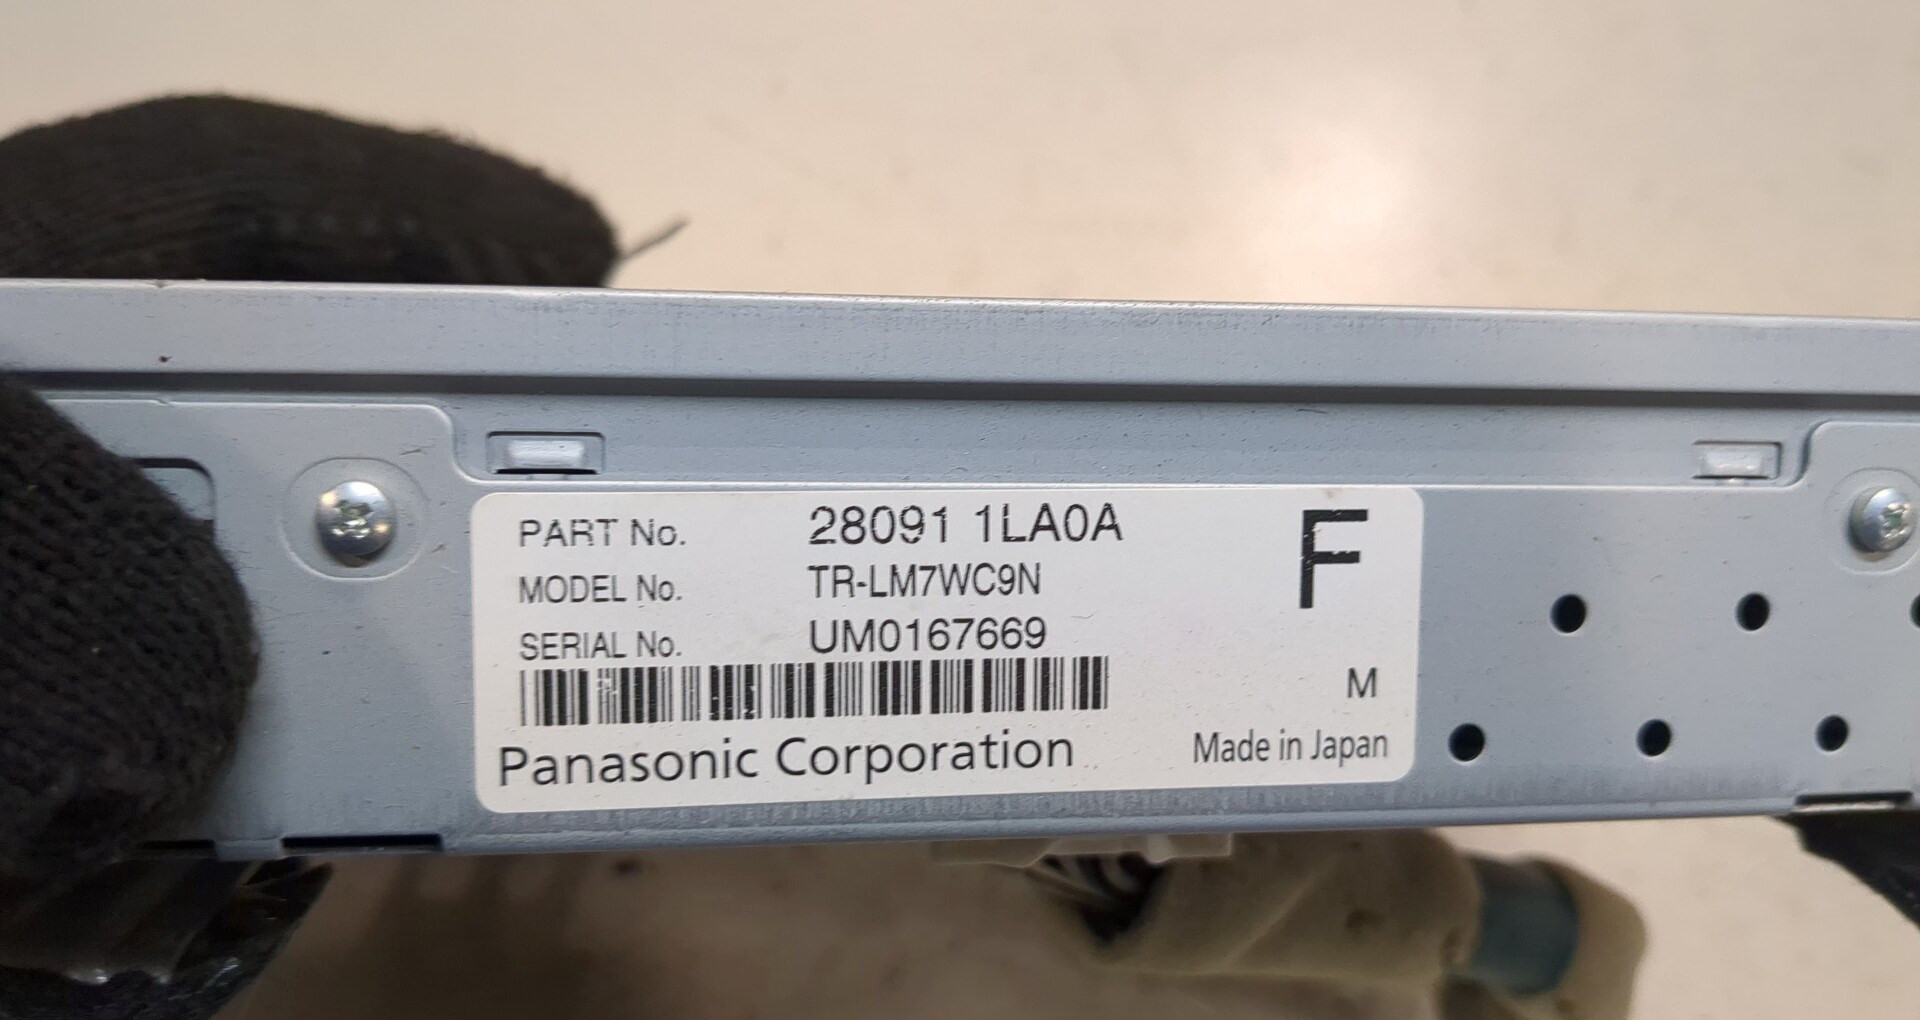 PART No. 28091 1LA0A
F
MODEL No. TR-LM7WC9N
SERIAL No. UM0167669
M
Panasonic Corporation Made in Japan